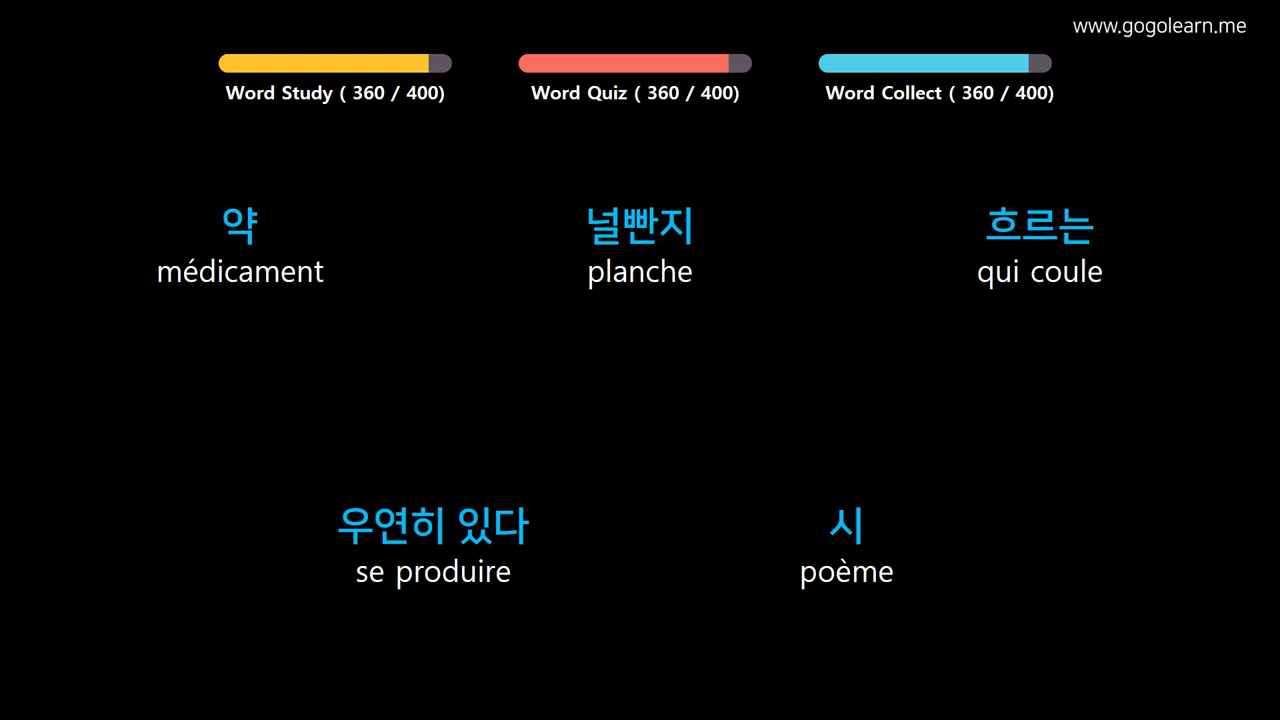 www.gogolearn.me
Word Study ( 360 / 400)
Word Quiz ( 360 / 400)
Word Collect ( 360 / 400)
약
médicament
널빤지
planche
흐르는
qui coule
우연히 있다
se produire
시
poème